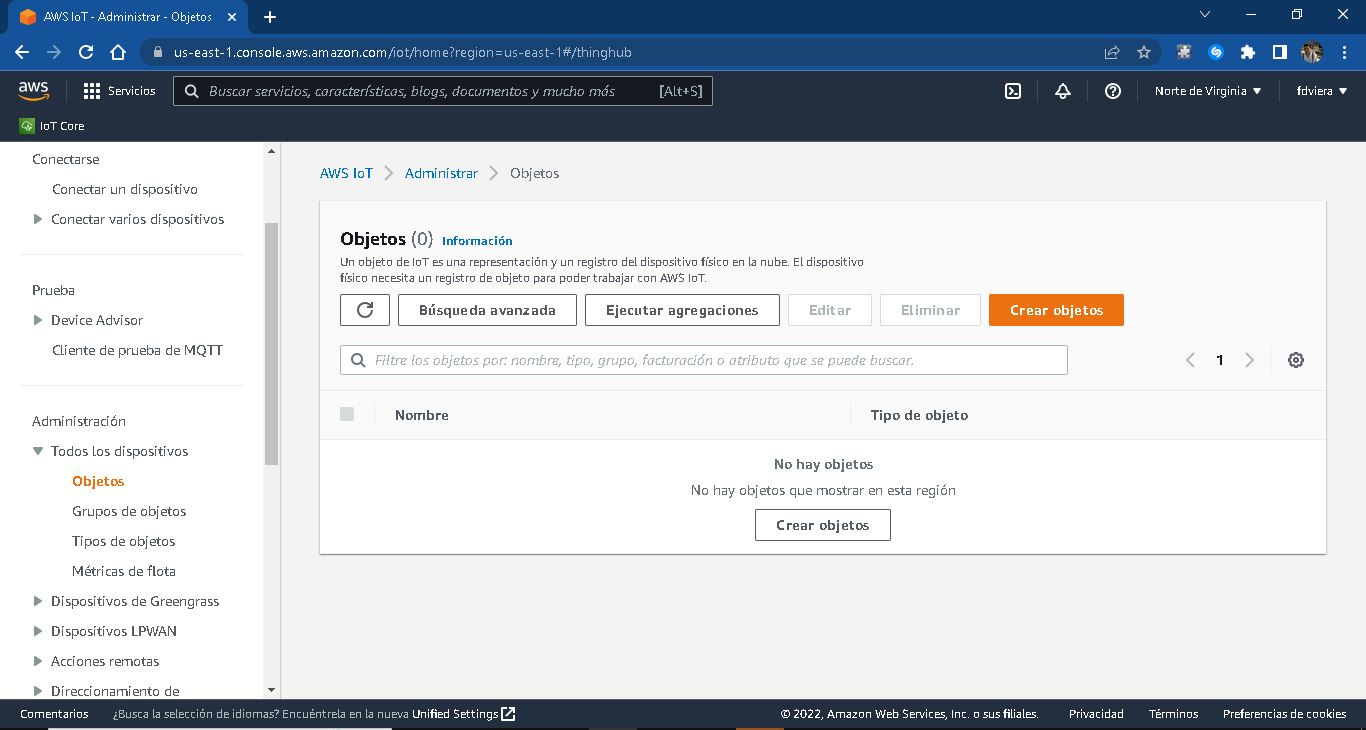 AWS IoT - Administrar - Objetos
us-east-1.console.aws.amazon.com/iot/home?region=us-east-1#/thinghub
aws
Servicios
Buscar servicios, características, blogs, documentos y mucho más [Alt+S]
Norte de Virginia
fdviera
IoT Core
Conectarse
Conectar un dispositivo
Conectar varios dispositivos
Prueba
Device Advisor
Cliente de prueba de MQTT
Administración
Todos los dispositivos
Objetos
Grupos de objetos
Tipos de objetos
Métricas de flota
Dispositivos de Greengrass
Dispositivos LPWAN
Acciones remotas
Direccionamiento de
AWS IoT > Administrar > Objetos
Objetos (0) Información
Un objeto de IoT es una representación y un registro del dispositivo físico en la nube. El dispositivo
físico necesita un registro de objeto para poder trabajar con AWS IoT.
Búsqueda avanzada
Ejecutar agregaciones
Editar
Eliminar
Crear objetos
Filtre los objetos por: nombre, tipo, grupo, facturación o atributo que se puede buscar.
1
Nombre
Tipo de objeto
No hay objetos
No hay objetos que mostrar en esta región
Crear objetos
Comentarios
¿Busca la selección de idiomas? Encuéntrela en la nueva Unified Settings
© 2022, Amazon Web Services, Inc. o sus filiales.
Privacidad
Términos
Preferencias de cookies